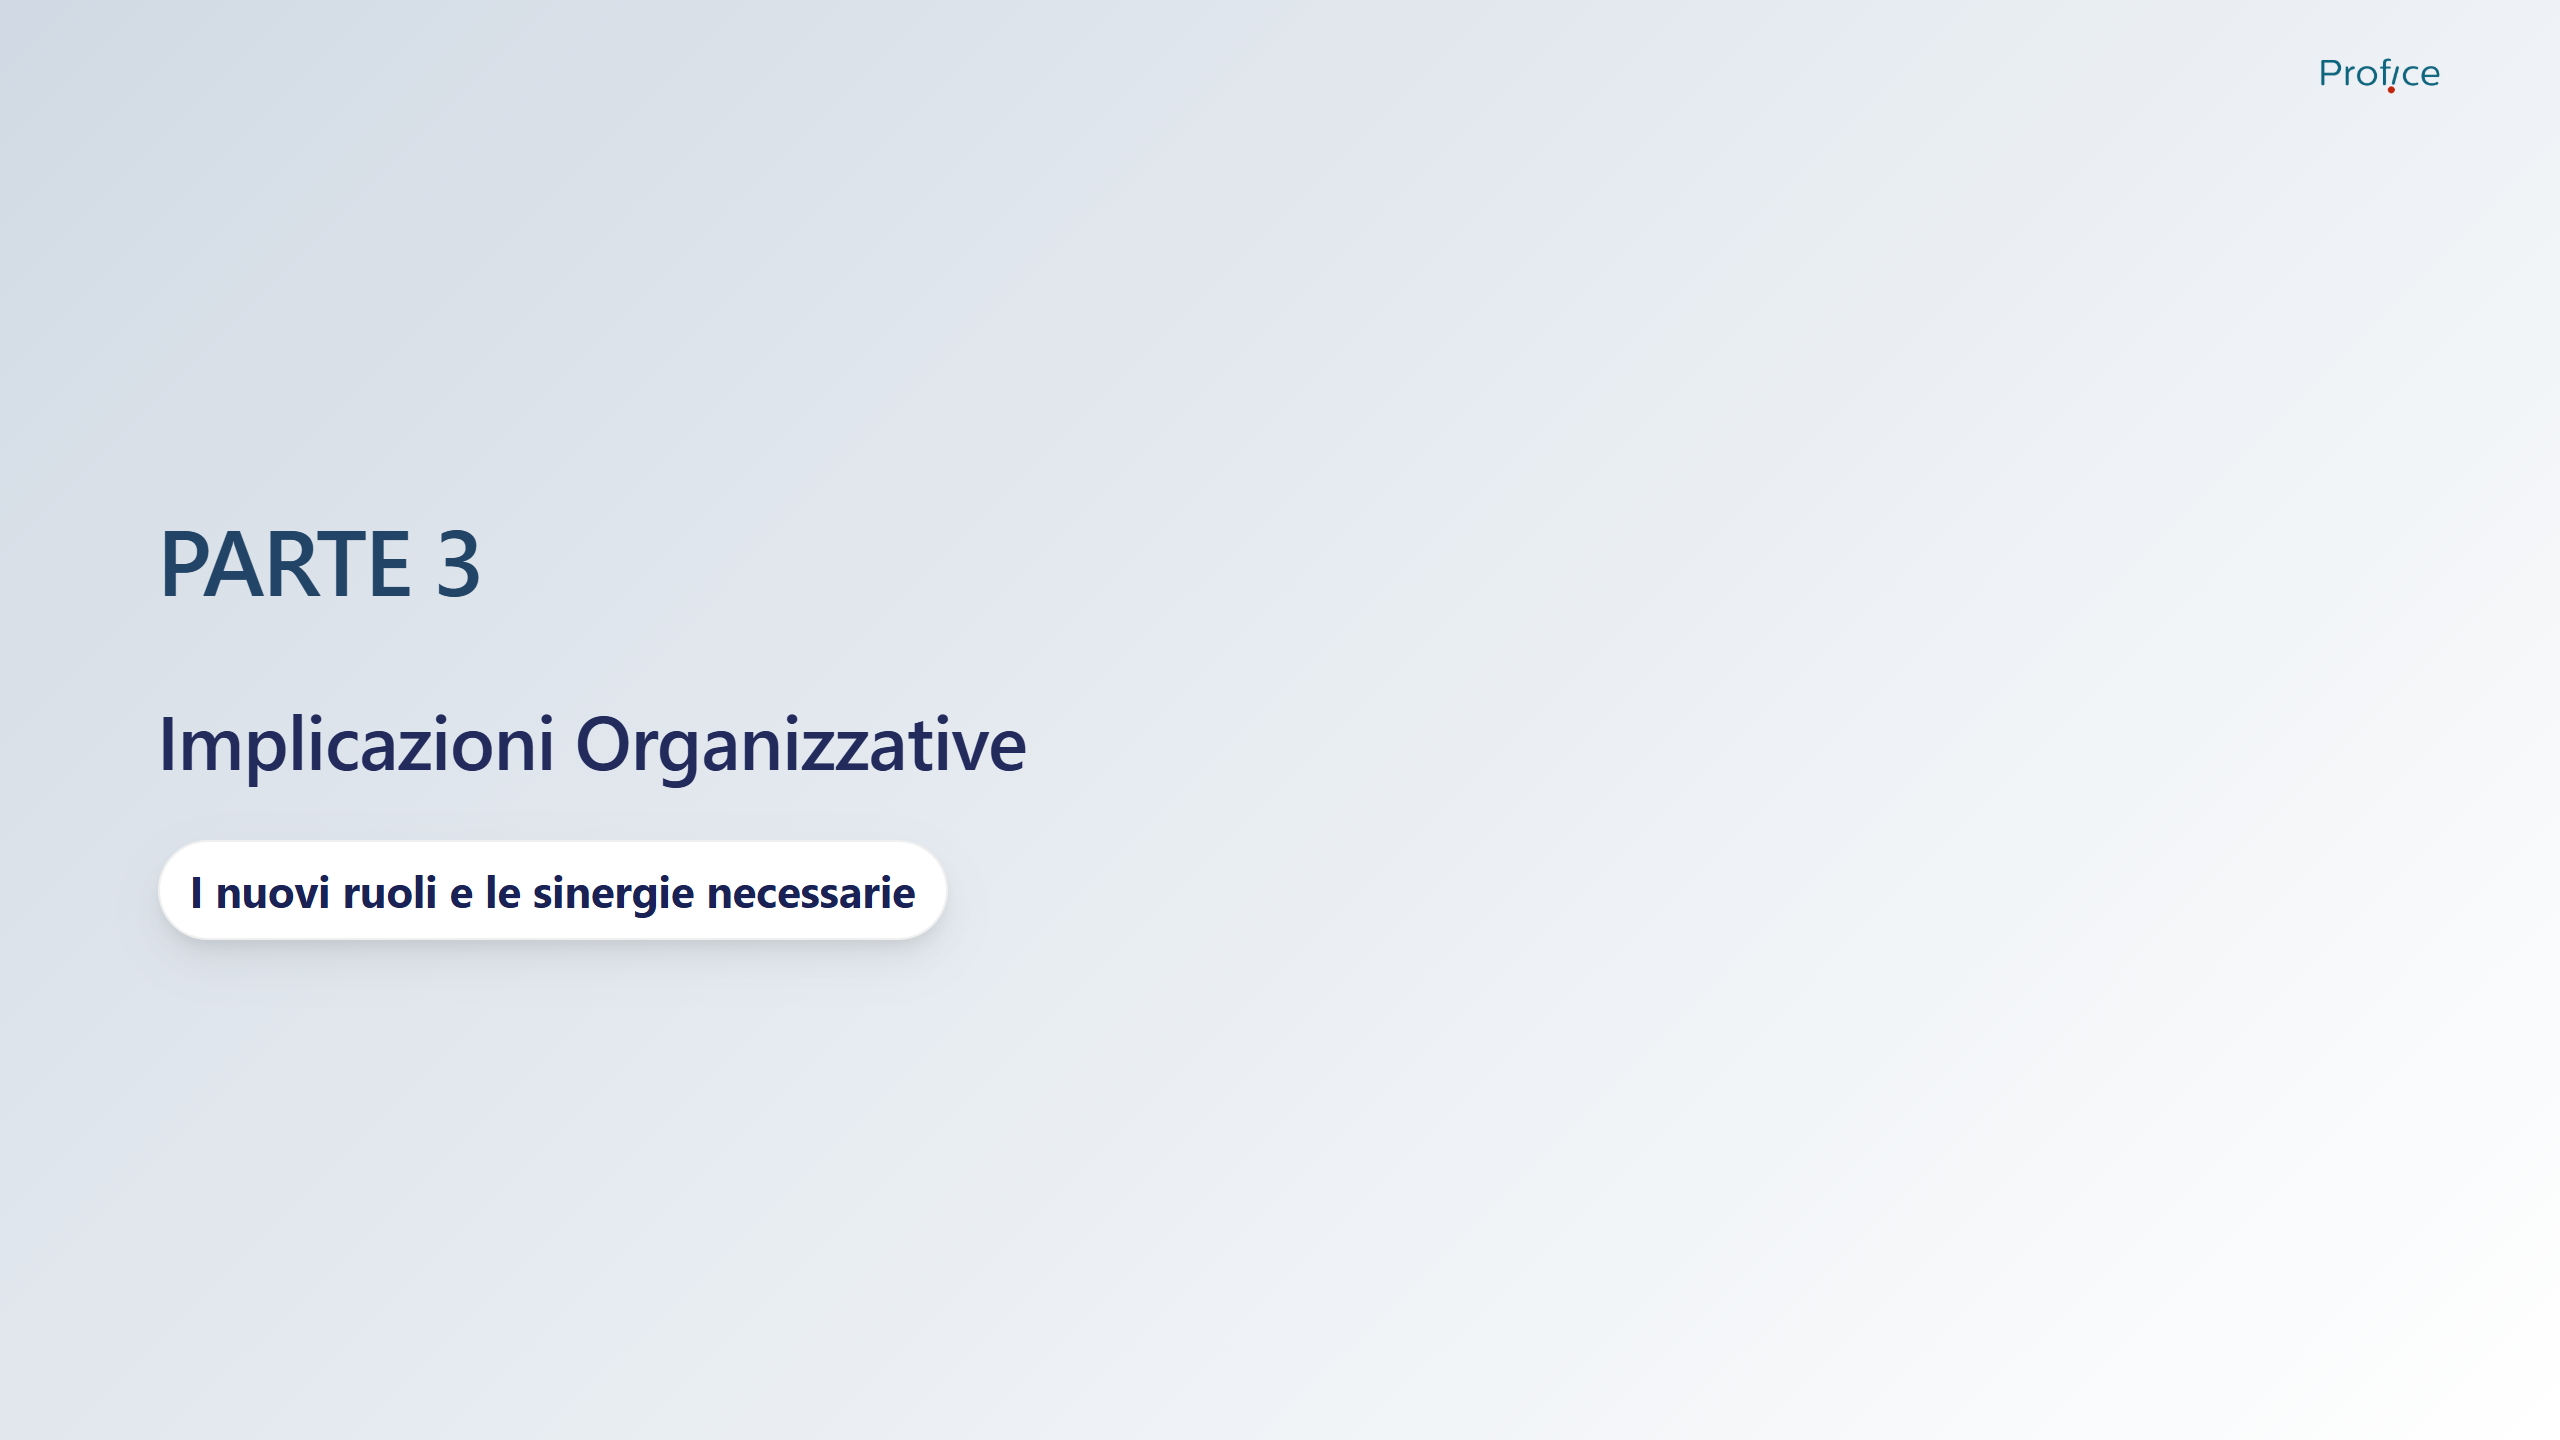 Profice
PARTE 3
Implicazioni Organizzative
I nuovi ruoli e le sinergie necessarie